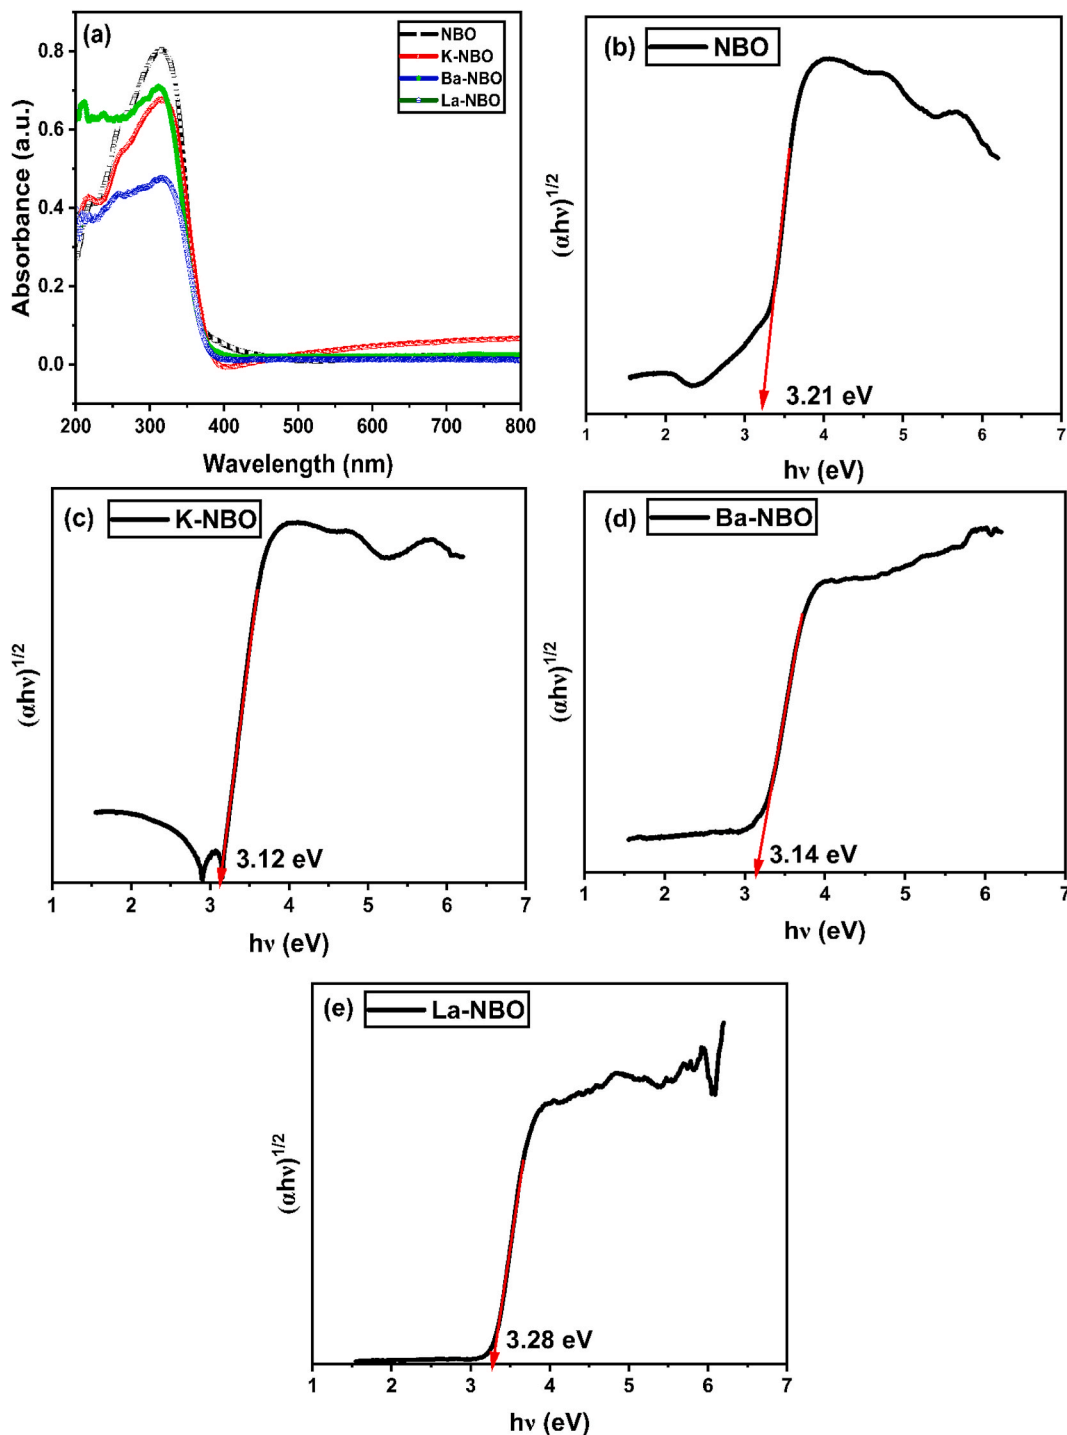 (a)
NBO
K-NBO
Ba-NBO
La-NBO
0.8
0.6
0.4
0.2
0.0
Absorbance (a.u.)
200 300 400 500 600 700 800
Wavelength (nm)
(b)
NBO
(αhν)1/2
3.21 eV
1 2 3 4 5 6 7
hν (eV)
(c)
K-NBO
(αhν)1/2
3.12 eV
1 2 3 4 5 6 7
hν (eV)
(d)
Ba-NBO
(αhν)1/2
3.14 eV
1 2 3 4 5 6 7
hν (eV)
(e)
La-NBO
(αhν)1/2
3.28 eV
1 2 3 4 5 6 7
hν (eV)